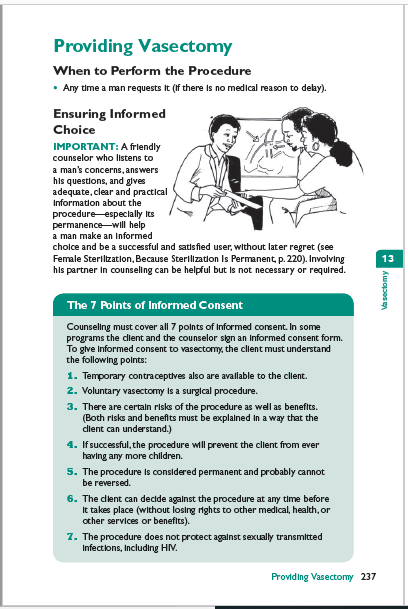 Providing Vasectomy
When to Perform the Procedure
• Any time a man requests it (if there is no medical reason to delay).
Ensuring Informed
Choice
IMPORTANT: A friendly
counselor who listens to
a man's concerns, answers
his questions, and gives
adequate, clear and practical
information about the
procedure—especially its
permanence—will help
a man make an informed
choice and be a successful and satisfied user, without later regret (see
Female Sterilization, Because Sterilization Is Permanent, p. 220). Involving
his partner in counseling can be helpful but is not necessary or required.
13
Vasectomy
The 7 Points of Informed Consent
Counseling must cover all 7 points of informed consent. In some
programs the client and the counselor sign an informed consent form.
To give informed consent to vasectomy, the client must understand
the following points:
1. Temporary contraceptives also are available to the client.
2. Voluntary vasectomy is a surgical procedure.
3. There are certain risks of the procedure as well as benefits.
(Both risks and benefits must be explained in a way that the
client can understand.)
4. If successful, the procedure will prevent the client from ever
having any more children.
5. The procedure is considered permanent and probably cannot
be reversed.
6. The client can decide against the procedure at any time before
it takes place (without losing rights to other medical, health, or
other services or benefits).
7. The procedure does not protect against sexually transmitted
infections, including HIV.
Providing Vasectomy 237